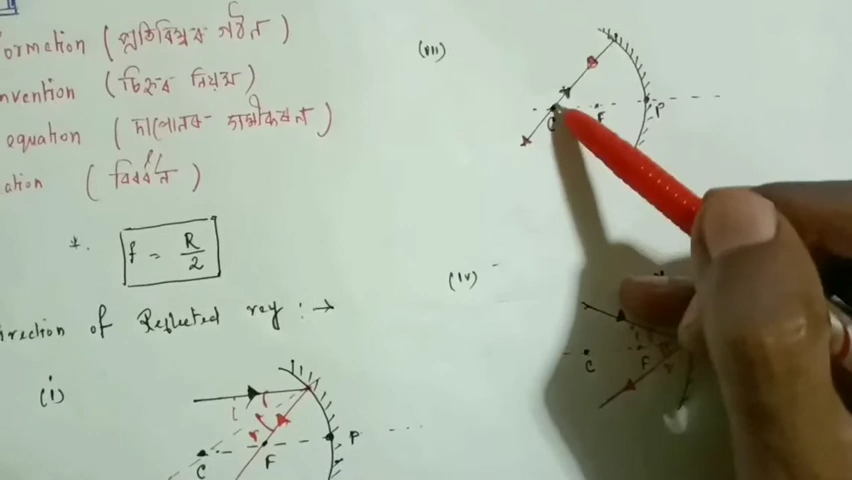 ormation (প্রতিবিম্বৰ গঠন)
nvention (চিহ্নৰ নিয়ম)
equation (দাপোনৰ সমীকৰণ)
ation (বিবৰ্ধন)
*. f = R/2
irection of Reflected ray : →
(i)
i
i
r
C
F
P
(iii)
C
F
P
(iv)
C
F
i
r